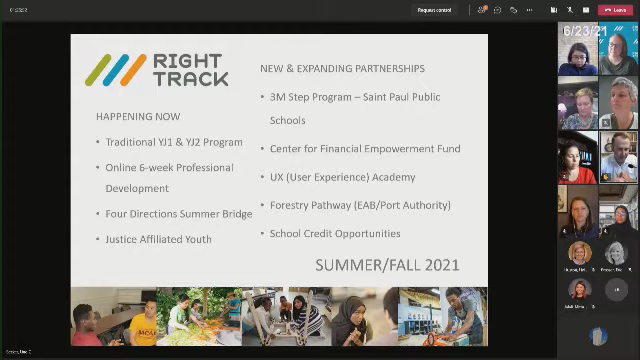 Request control
Leave
6/23/21
RIGHT
TRACK
HAPPENING NOW
• Traditional YJ1 & YJ2 Program
• Online 6-week Professional
Development
• Four Directions Summer Bridge
• Justice Affiliated Youth
NEW & EXPANDING PARTNERSHIPS
• 3M Step Program – Saint Paul Public
Schools
• Center for Financial Empowerment Fund
• UX (User Experience) Academy
• Forestry Pathway (EAB/Port Authority)
• School Credit Opportunities
SUMMER/FALL 2021